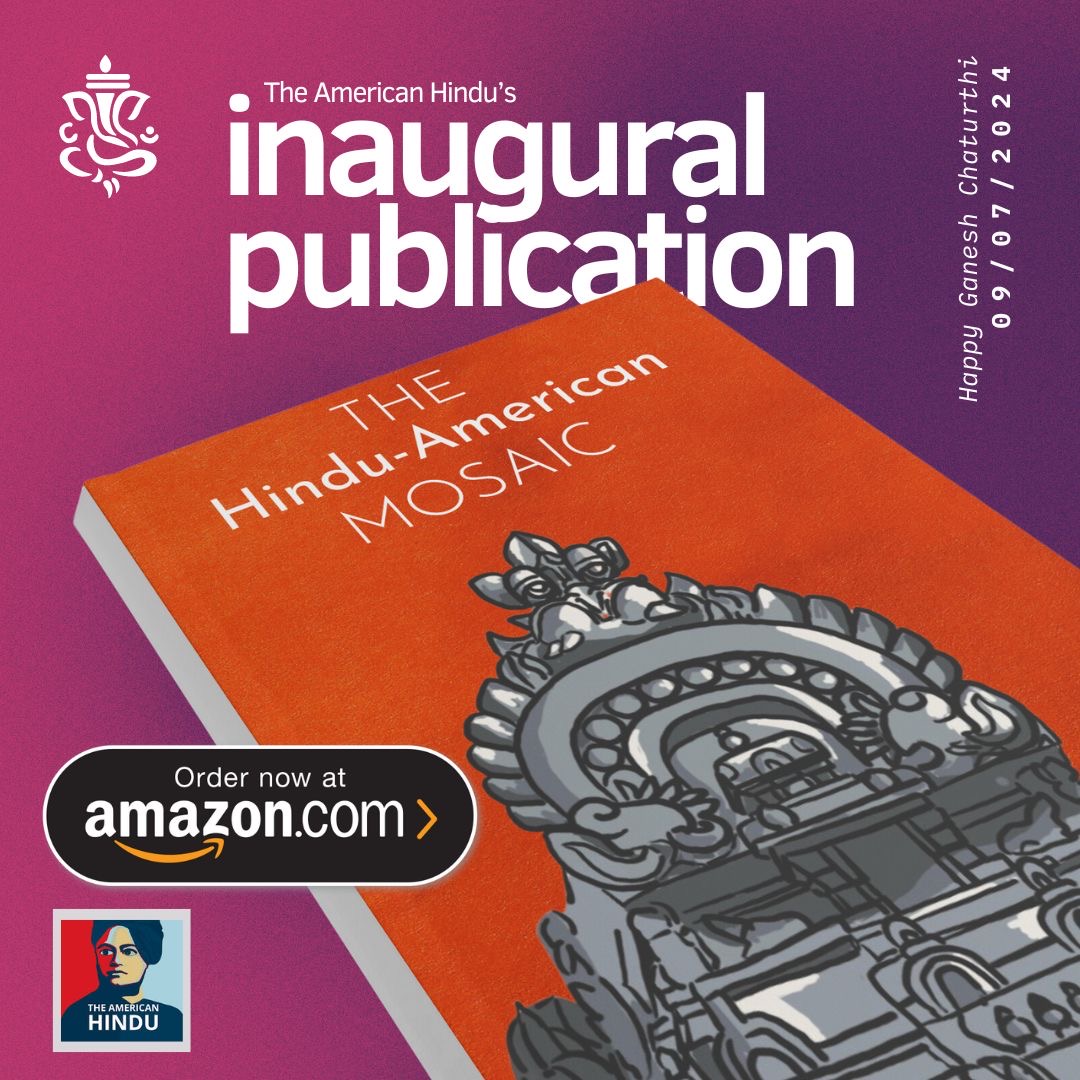 The American Hindu's
inaugural
publication
Happy Ganesh Chaturthi
09/07/2024
THE
Hindu-American
MOSAIC
Order now at
amazon.com
THE AMERICAN
HINDU